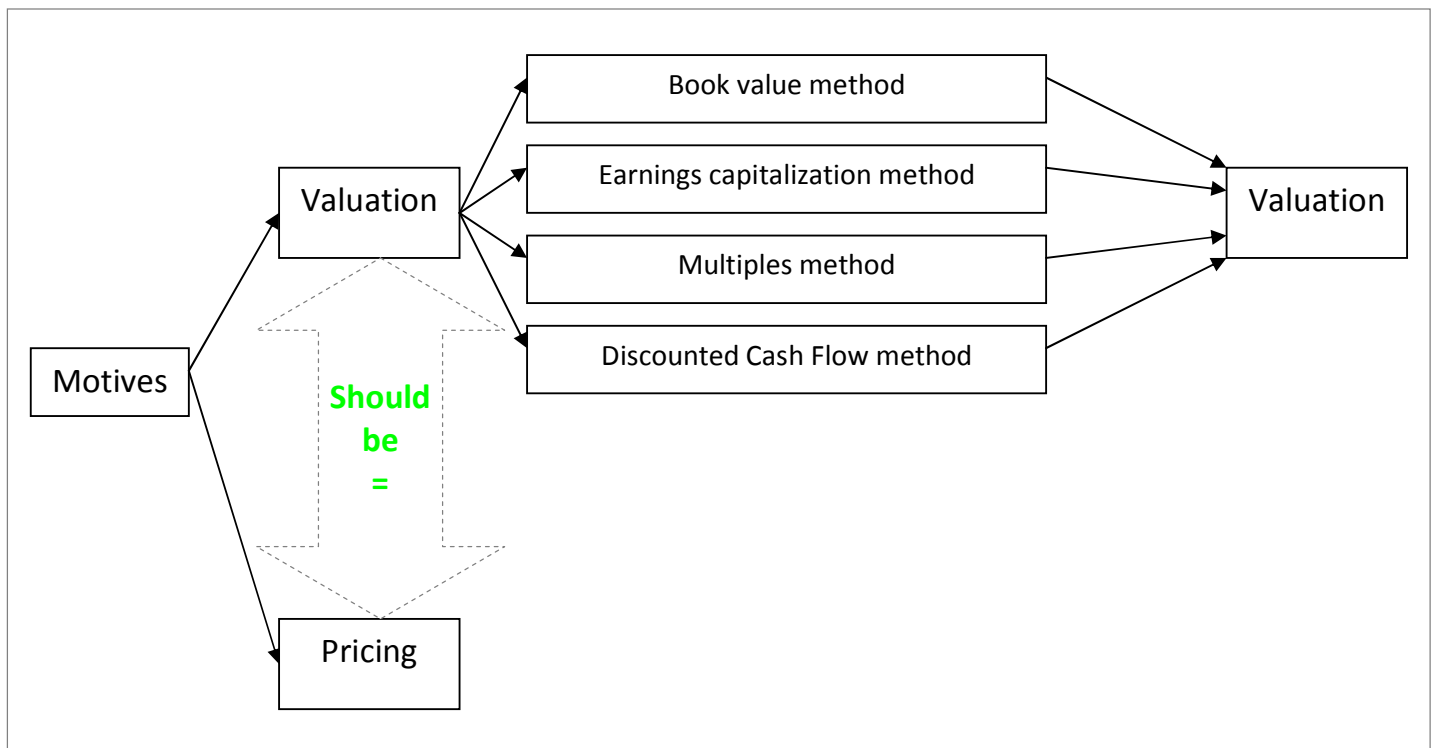 Book value method
Earnings capitalization method
Valuation
Valuation
Multiples method
Discounted Cash Flow method
Motives
Should
be
=
Pricing